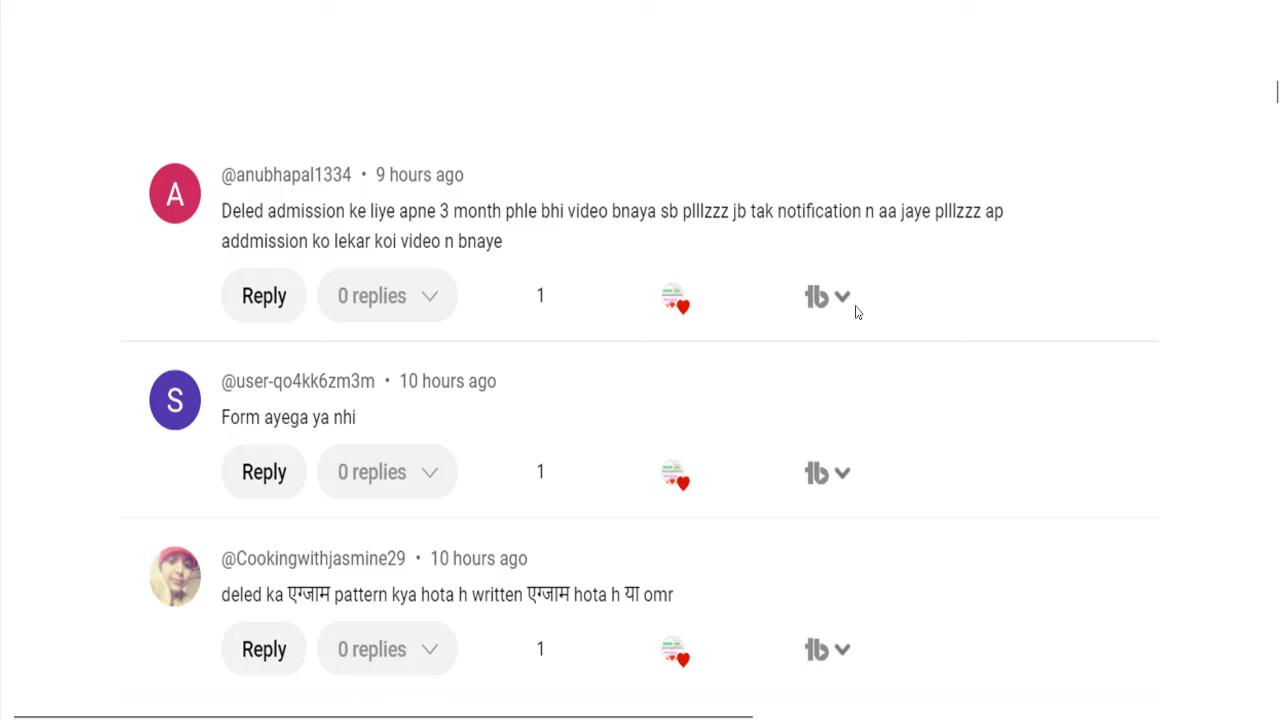 A
@anubhapal1334 • 9 hours ago
Deled admission ke liye apne 3 month phle bhi video bnaya sb plllzzz jb tak notification n aa jaye plllzzz ap
addmission ko lekar koi video n bnaye
Reply 0 replies 1 tb
S
@user-qo4kk6zm3m • 10 hours ago
Form ayega ya nhi
Reply 0 replies 1 tb
@Cookingwithjasmine29 • 10 hours ago
deled ka एग्जाम pattern kya hota h written एग्जाम hota h या omr
Reply 0 replies 1 tb